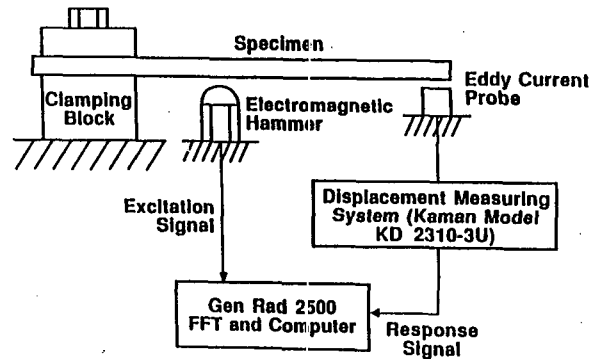 Specimen
Clamping
Block
Electromagnetic
Hammer
Eddy Current
Probe
Excitation
Signal
Displacement Measuring
System (Kaman Model
KD 2310-3U)
Gen Rad 2500
FFT and Computer
Response
Signal